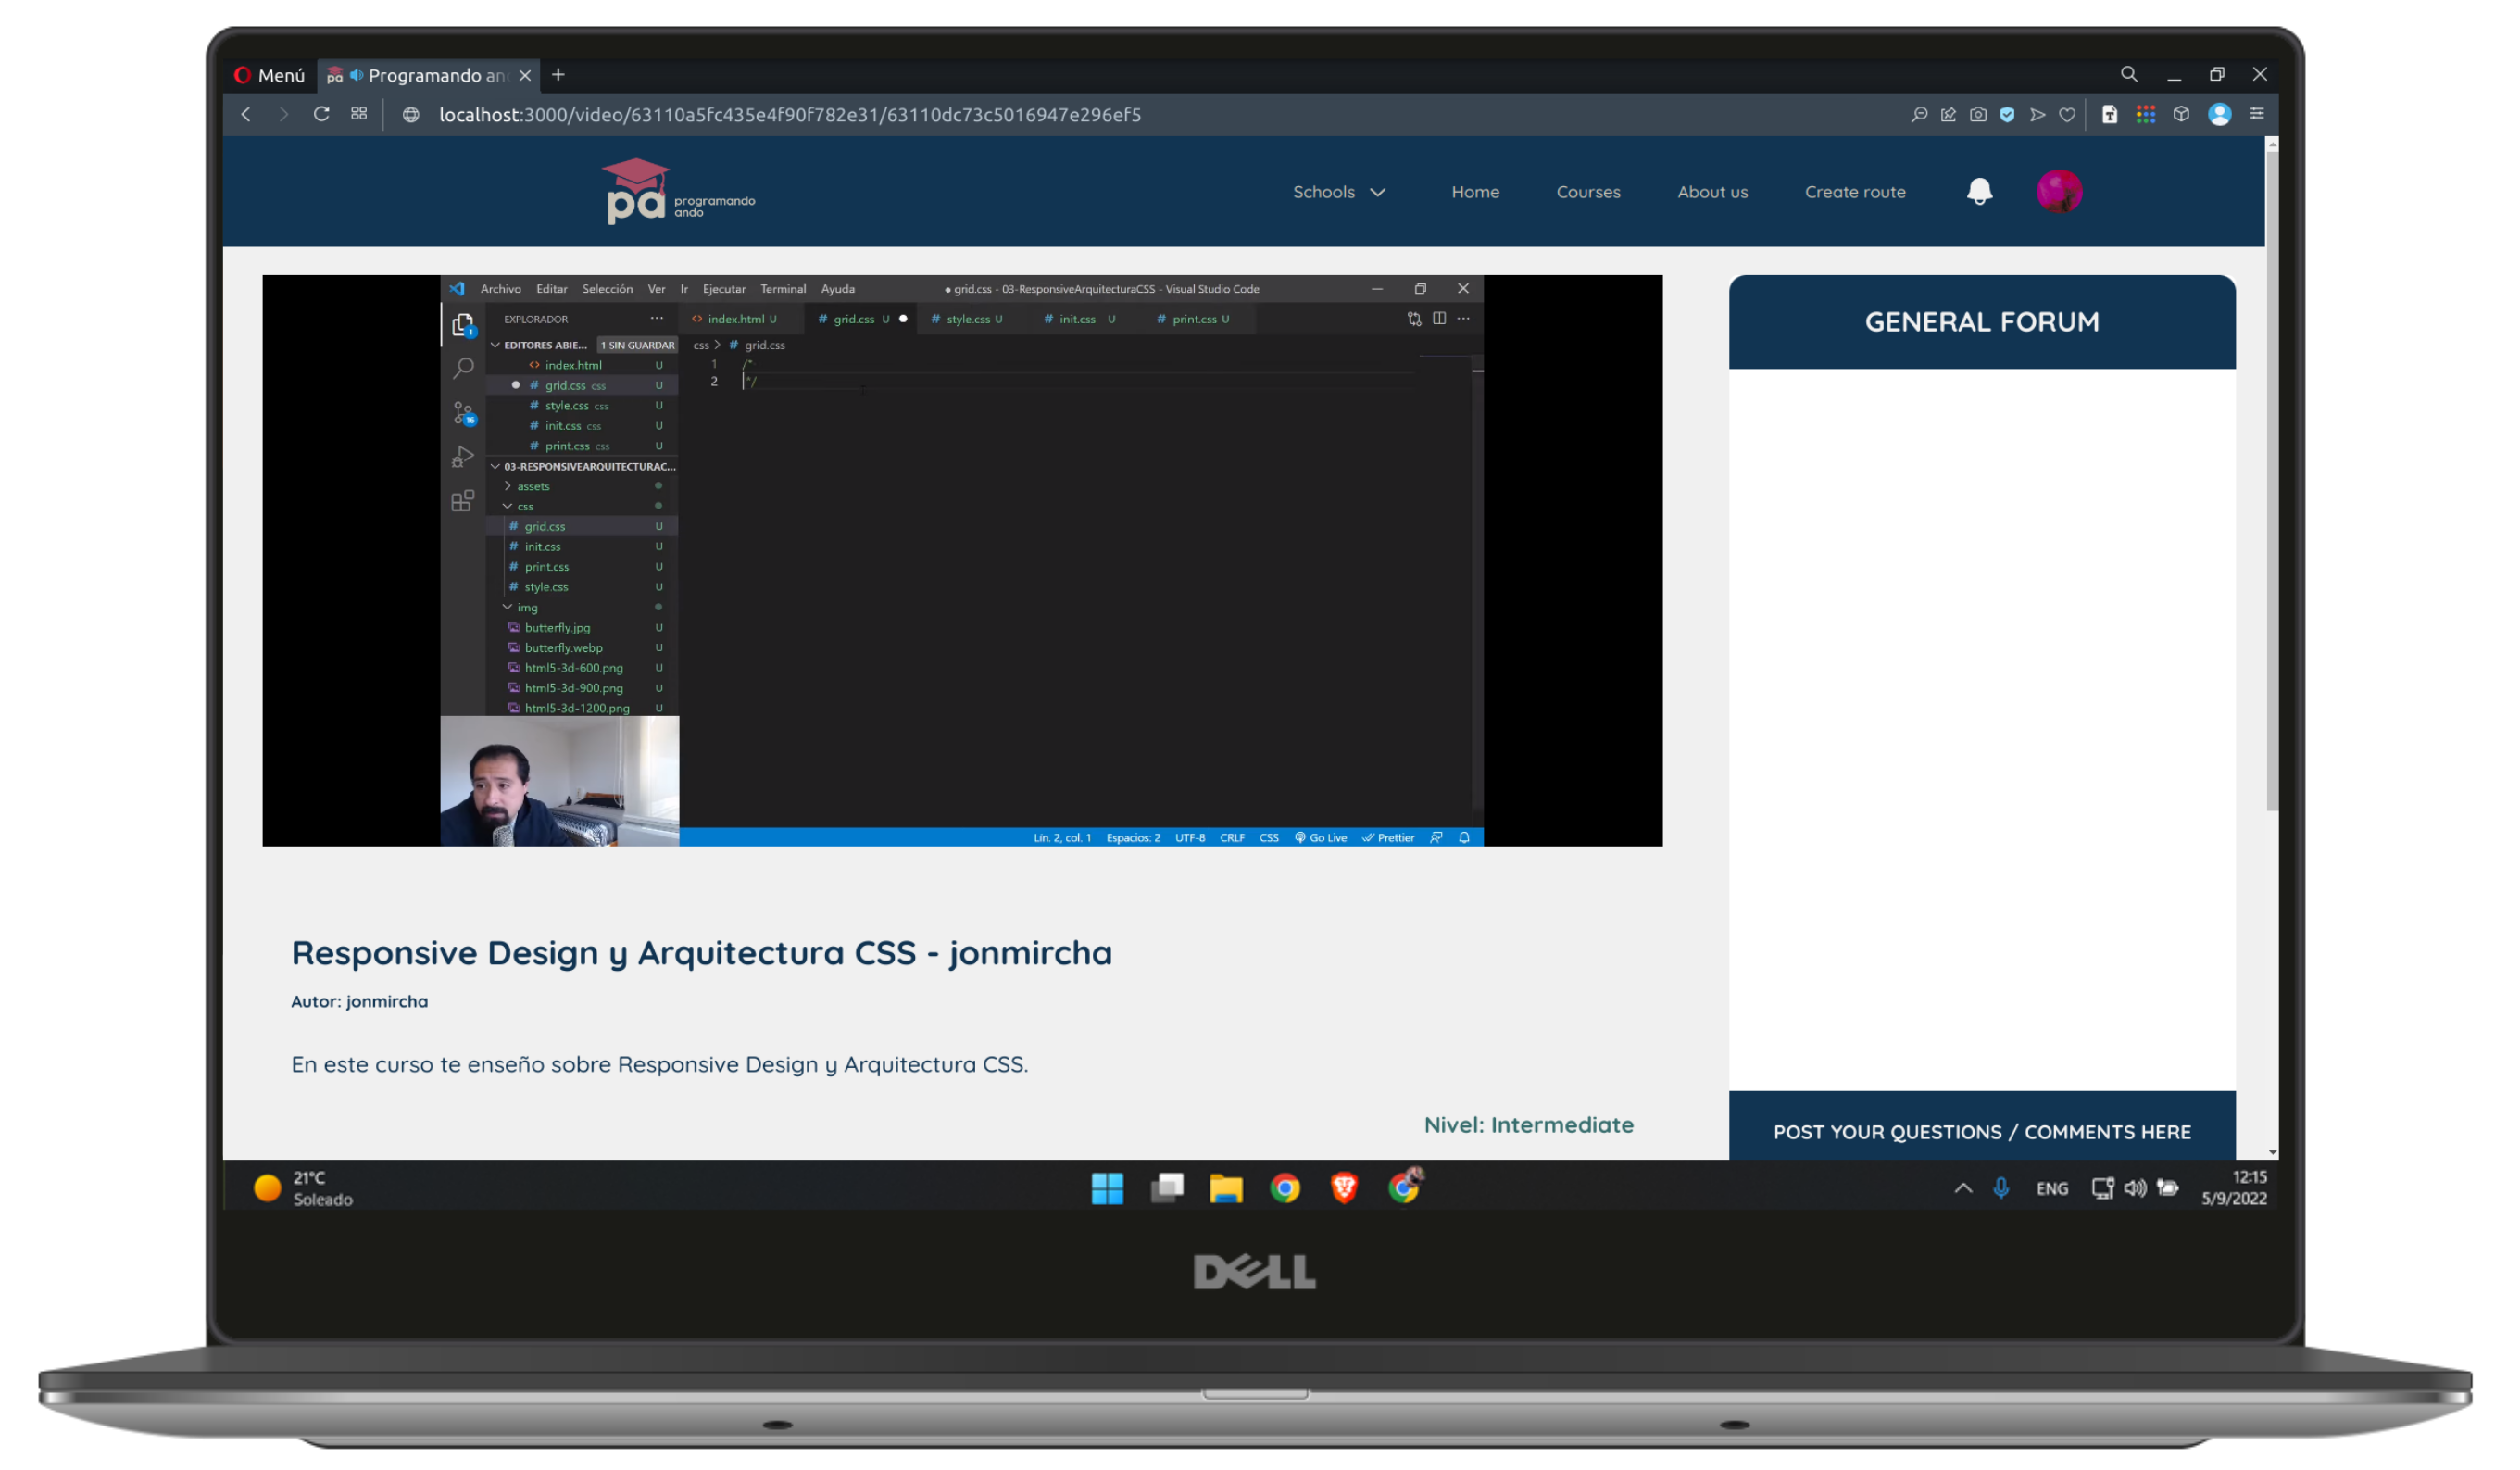 Menú
Programando an
localhost:3000/video/63110a5fc435e4f90f782e31/63110dc73c5016947e296ef5
pa programando
ando
Schools
Home
Courses
About us
Create route
Archivo Editar Selección Ver Ir Ejecutar Terminal Ayuda
● grid.css - 03-ResponsiveArquitecturaCSS - Visual Studio Code
EXPLORADOR
index.html U
# grid.css U ●
# style.css U
# init.css U
# print.css U
EDITORES ABIE... 1 SIN GUARDAR
css > # grid.css
index.html U
● # grid.css css U
# style.css css U
# init.css css U
# print.css css U
1 /*
2 */
1
16
03-RESPONSIVEARQUITECTURAC...
assets
css
# grid.css U
# init.css U
# print.css U
# style.css U
img
butterfly.jpg U
butterfly.webp U
html5-3d-600.png U
html5-3d-900.png U
html5-3d-1200.png U
Lín. 2, col. 1 Espacios: 2 UTF-8 CRLF CSS Go Live Prettier
GENERAL FORUM
Responsive Design y Arquitectura CSS - jonmircha
Autor: jonmircha
En este curso te enseño sobre Responsive Design y Arquitectura CSS.
Nivel: Intermediate
POST YOUR QUESTIONS / COMMENTS HERE
21°C
Soleado
ENG
12:15
5/9/2022
DELL